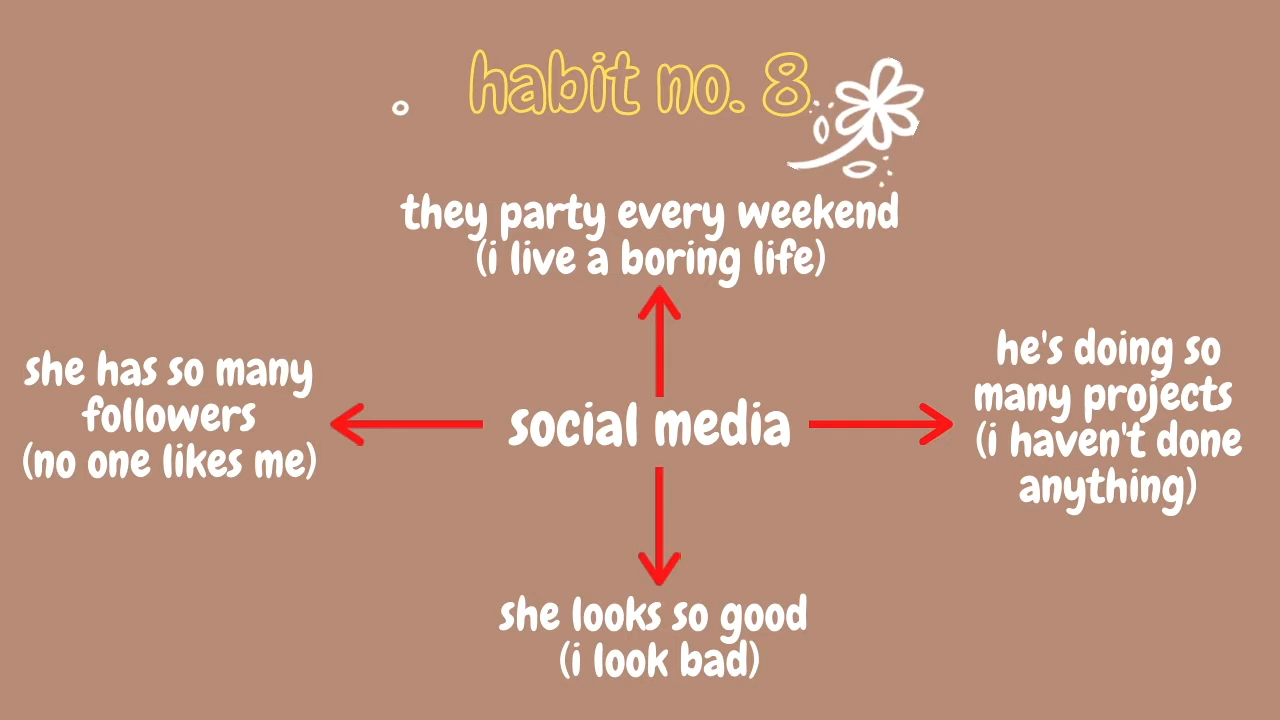 habit no. 8
they party every weekend
(i live a boring life)
she has so many
followers
(no one likes me)
social media
he's doing so
many projects
(i haven't done
anything)
she looks so good
(i look bad)